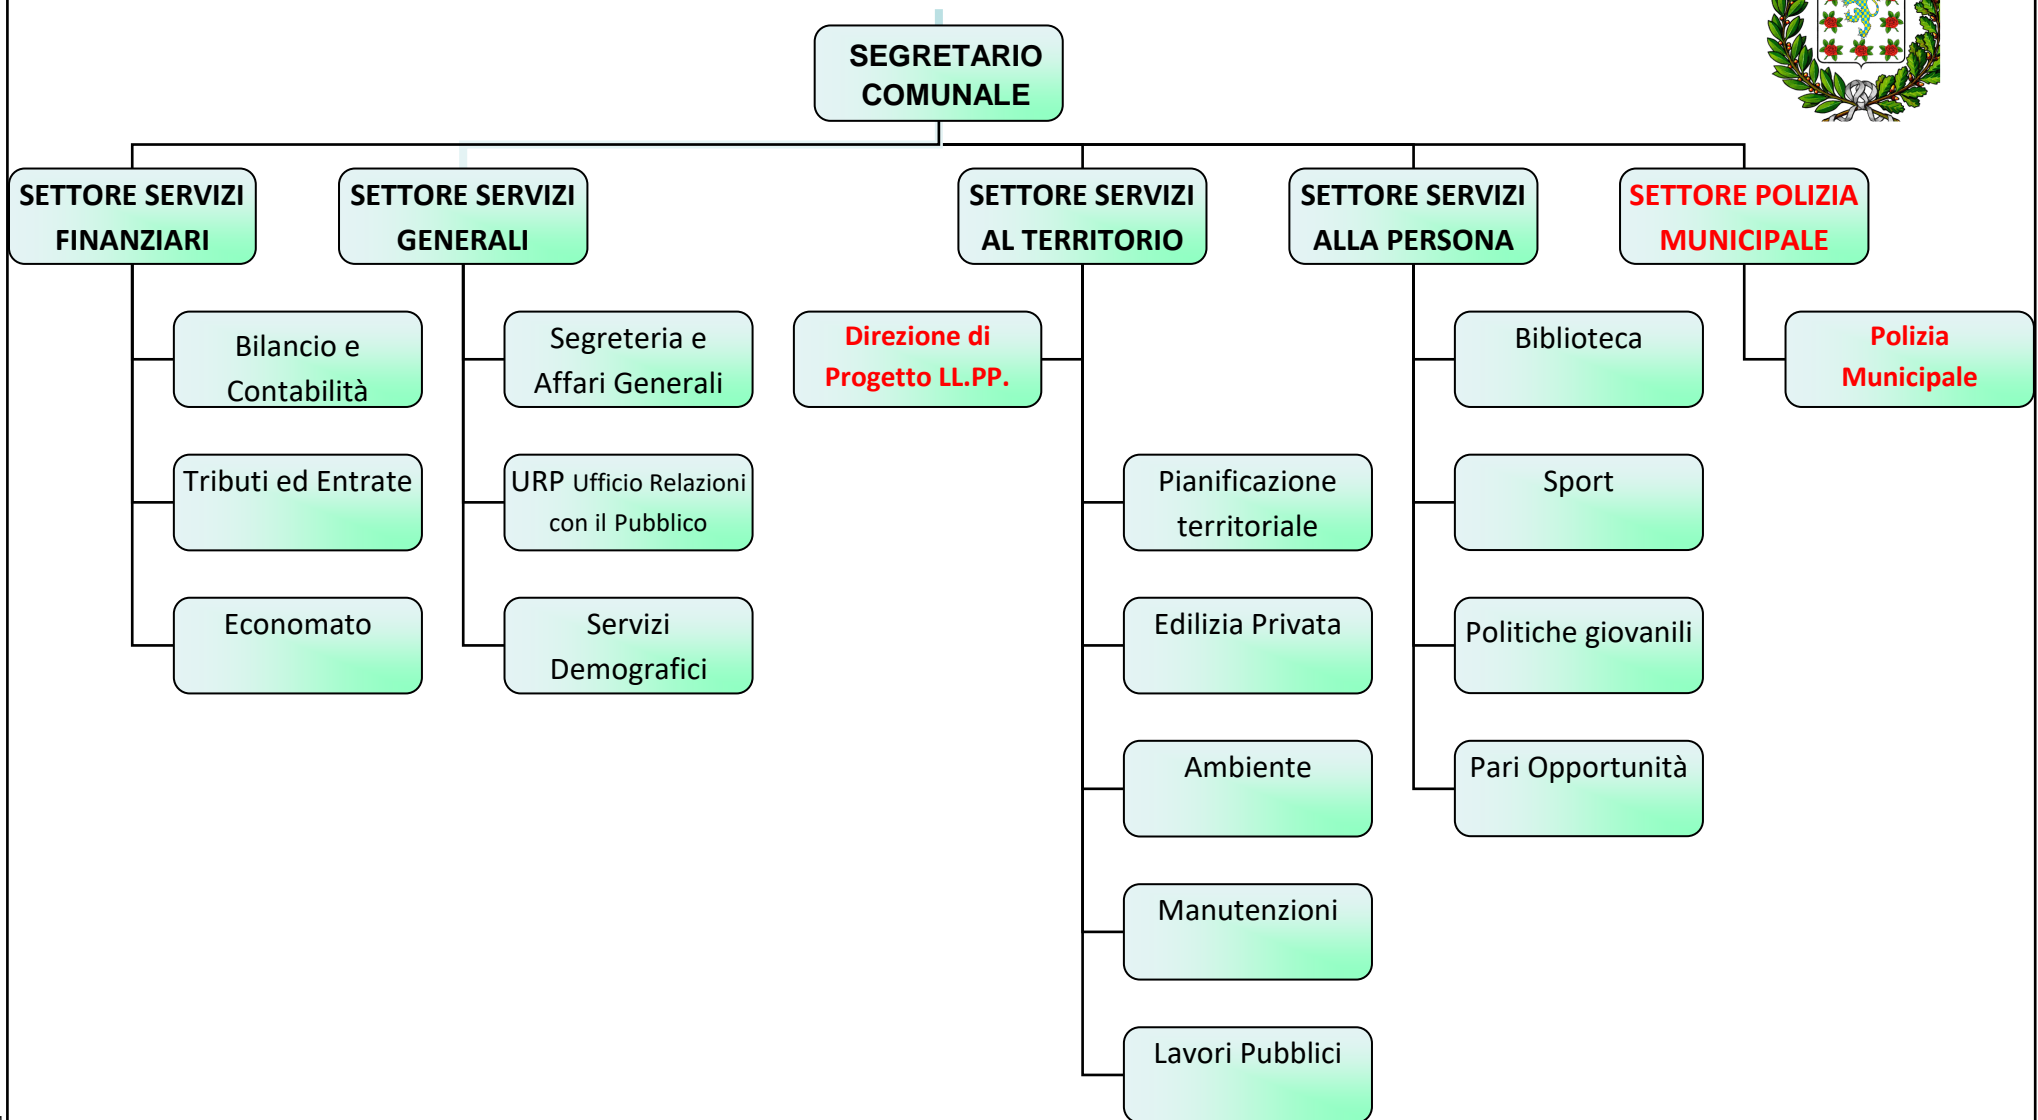 SEGRETARIO
COMUNALE
SETTORE SERVIZI
FINANZIARI
SETTORE SERVIZI
GENERALI
SETTORE SERVIZI
AL TERRITORIO
SETTORE SERVIZI
ALLA PERSONA
SETTORE POLIZIA
MUNICIPALE
Bilancio e
Contabilità
Segreteria e
Affari Generali
Direzione di
Progetto LL.PP.
Biblioteca
Polizia
Municipale
Tributi ed Entrate
URP Ufficio Relazioni
con il Pubblico
Pianificazione
territoriale
Sport
Economato
Servizi
Demografici
Edilizia Privata
Politiche giovanili
Ambiente
Pari Opportunità
Manutenzioni
Lavori Pubblici